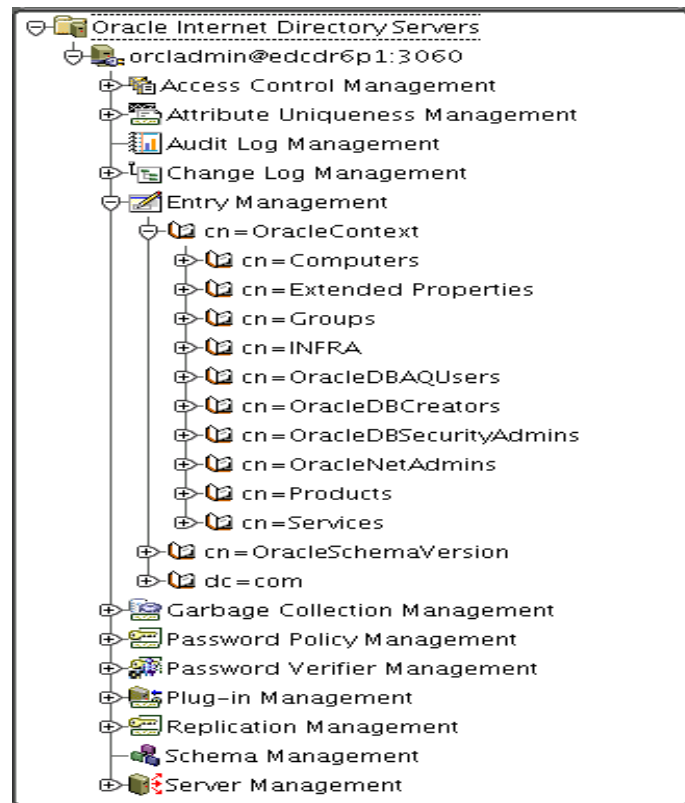 Oracle Internet Directory Servers
orcladmin@edcdr6p1:3060
Access Control Management
Attribute Uniqueness Management
Audit Log Management
Change Log Management
Entry Management
cn=OracleContext
cn=Computers
cn=Extended Properties
cn=Groups
cn=INFRA
cn=OracleDBAQUsers
cn=OracleDBCreators
cn=OracleDBSecurityAdmins
cn=OracleNetAdmins
cn=Products
cn=Services
cn=OracleSchemaVersion
dc=com
Garbage Collection Management
Password Policy Management
Password Verifier Management
Plug-in Management
Replication Management
Schema Management
Server Management